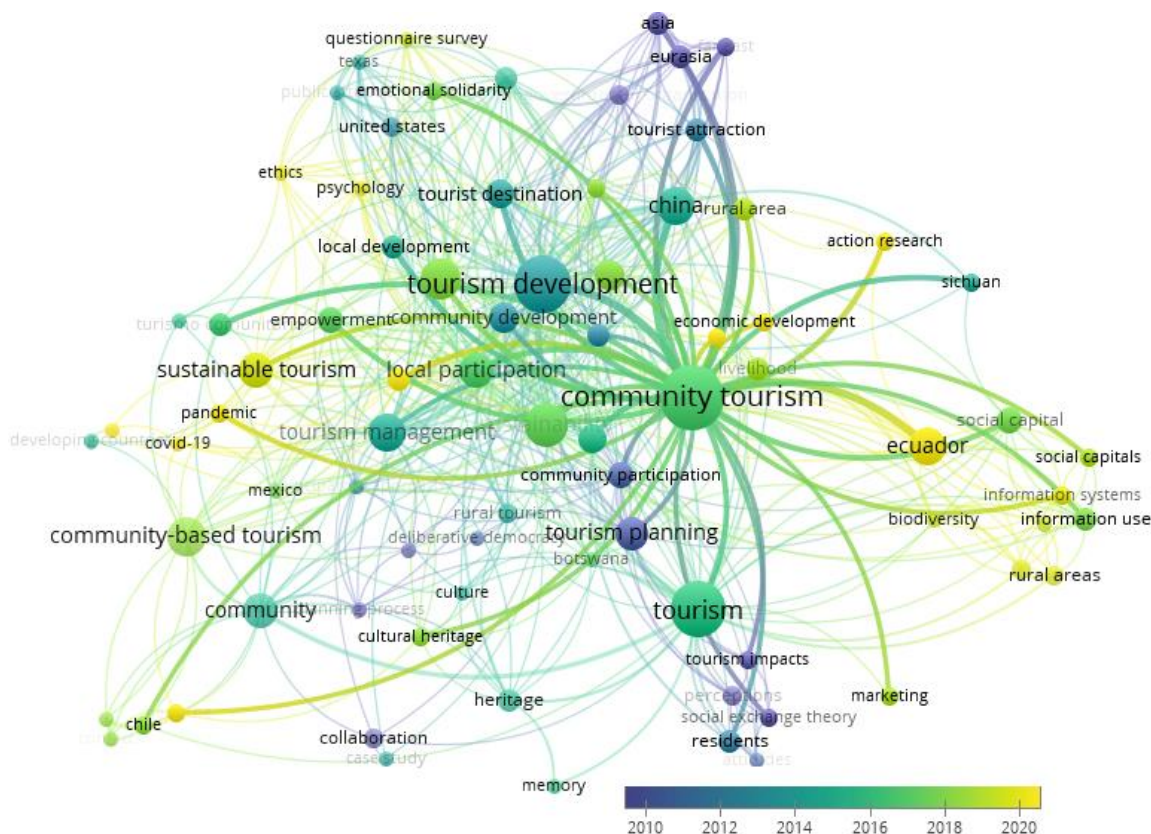 asia
questionnaire survey
eurasia
texas
emotional solidarity
united states
tourist attraction
ethics
psychology
tourist destination
china
rural area
local development
action research
tourism development
sichuan
empowerment
community development
economic development
sustainable tourism
local participation
livelihood
community tourism
pandemic
social capital
tourism management
covid-19
ecuador
social capitals
community participation
mexico
information systems
rural tourism
biodiversity
information use
community-based tourism
tourism planning
deliberative democracy
botswana
rural areas
culture
community
tourism
cultural heritage
tourism impacts
perceptions
marketing
heritage
social exchange theory
chile
collaboration
residents
case study
memory
2010 2012 2014 2016 2018 2020